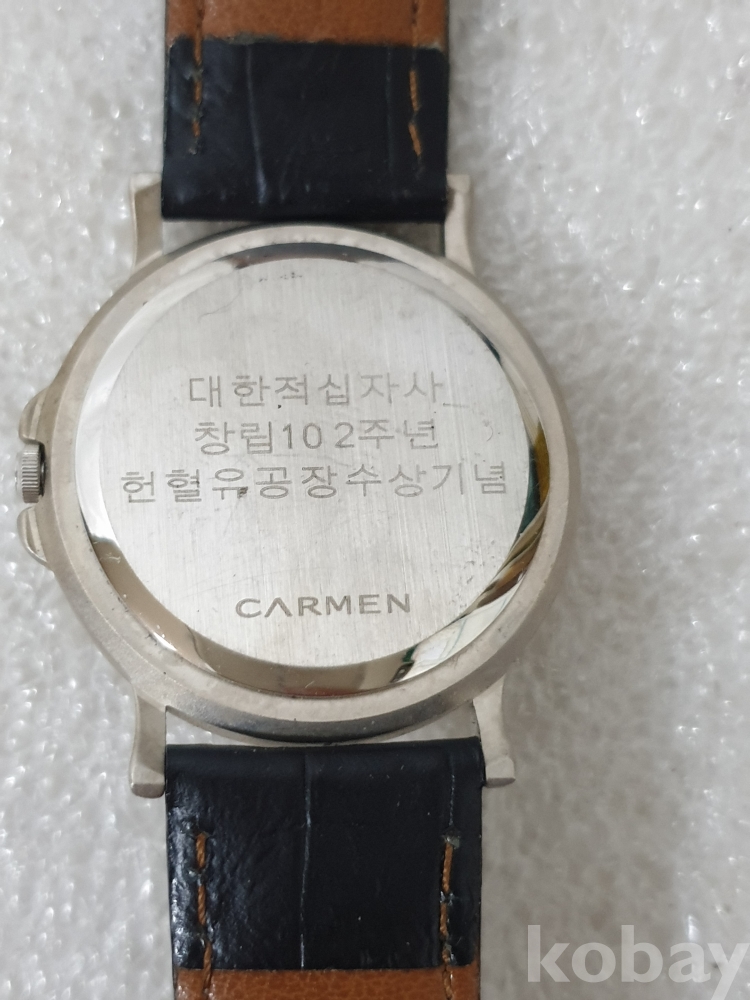 대한적십자사
창립102주년
헌혈유공장수상기념
CARMEN
kobay